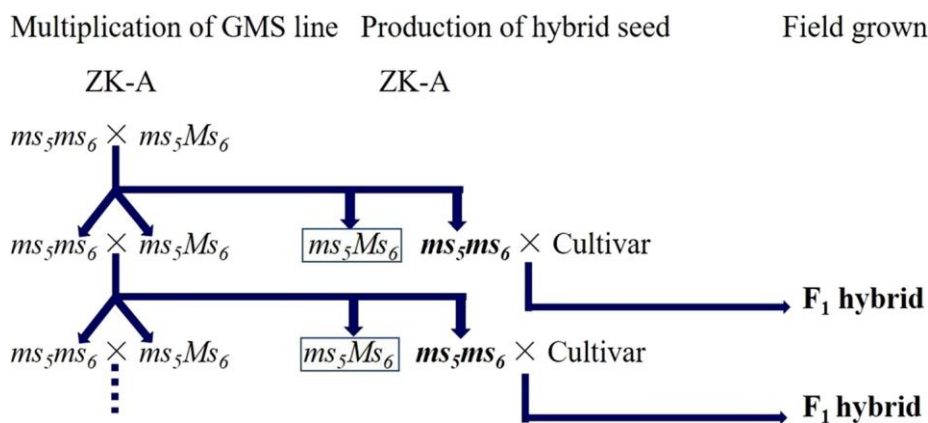 Multiplication of GMS line Production of hybrid seed Field grown
ZK-A ZK-A
ms₅ms₆ × ms₅Ms₆
ms₅ms₆ × ms₅Ms₆ ms₅Ms₆ ms₅ms₆ × Cultivar
F₁ hybrid
ms₅ms₆ × ms₅Ms₆ ms₅Ms₆ ms₅ms₆ × Cultivar
F₁ hybrid